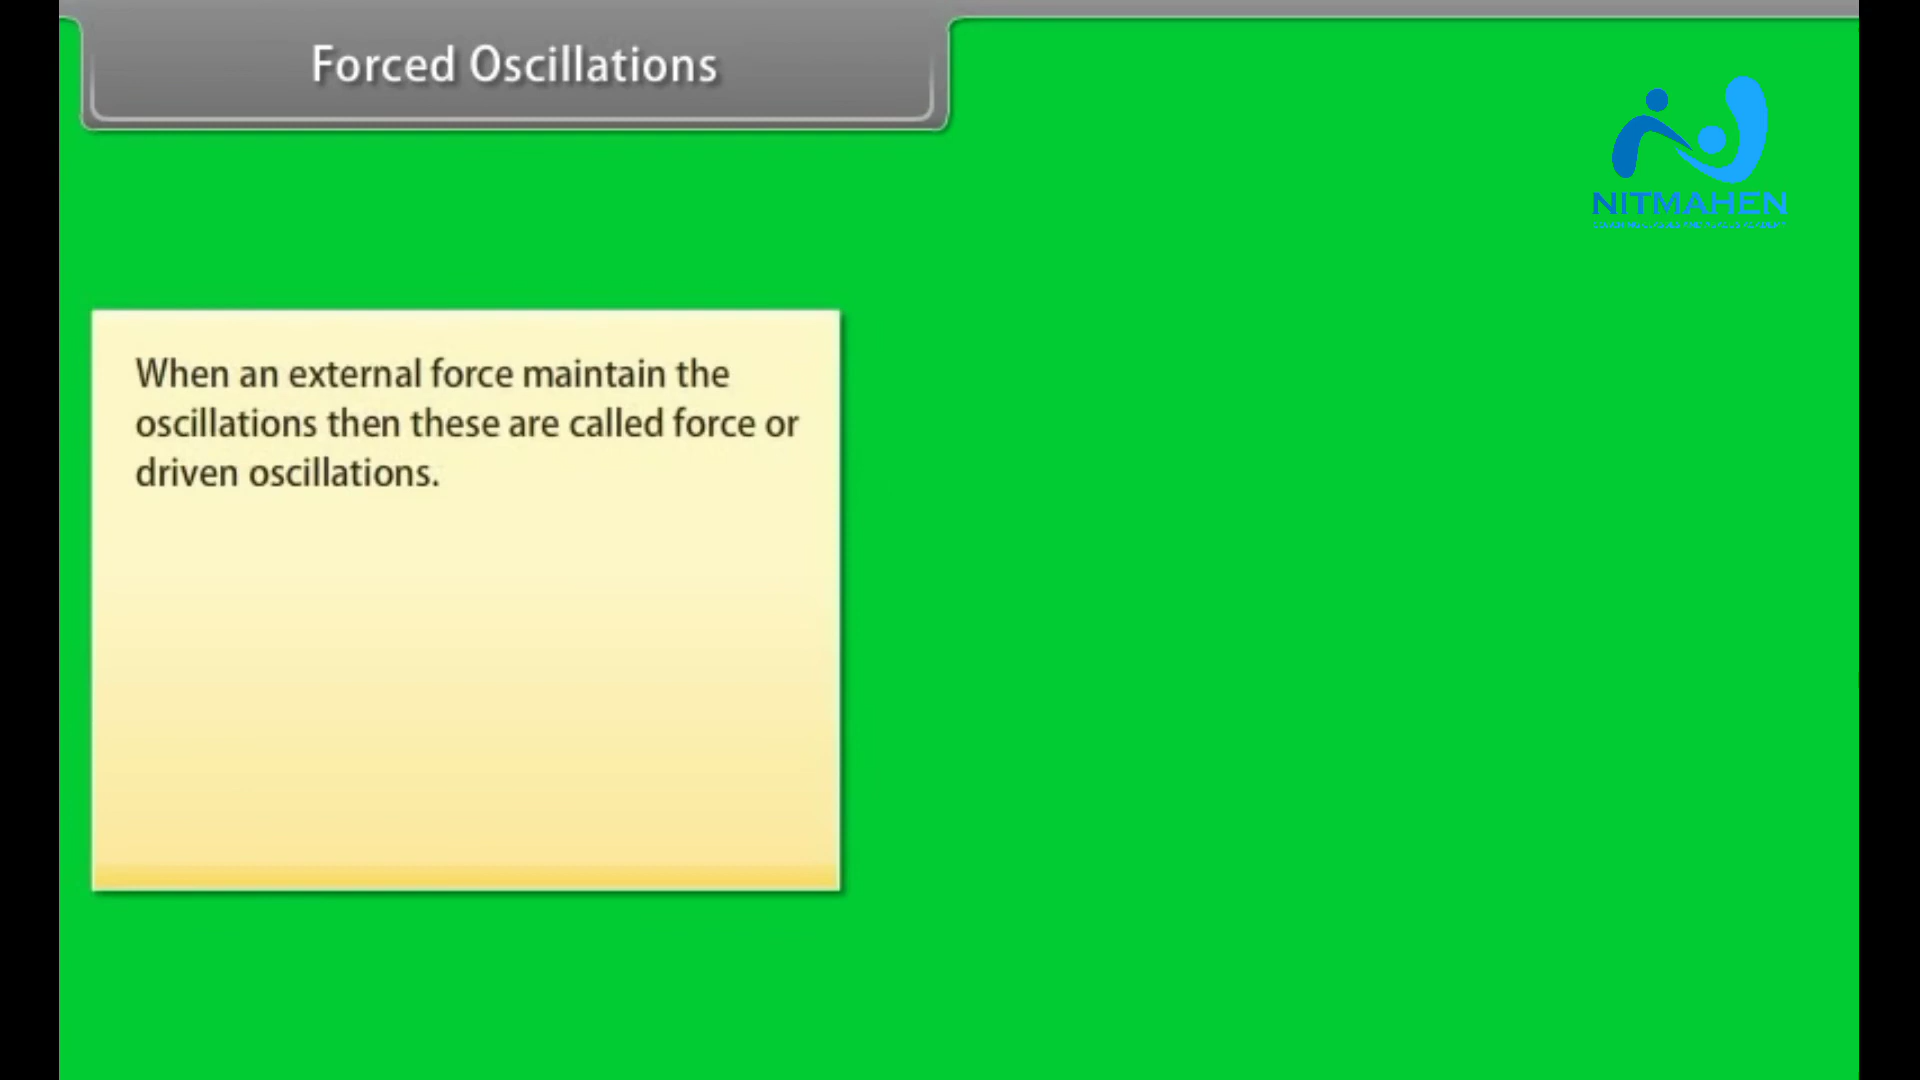 Forced Oscillations
NITMAHEN
When an external force maintain the
oscillations then these are called force or
driven oscillations.